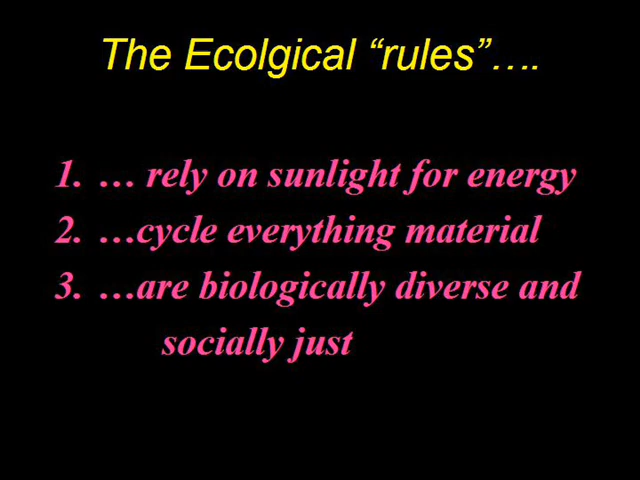 The Ecolgical “rules”….
1. … rely on sunlight for energy
2. …cycle everything material
3. …are biologically diverse and
socially just